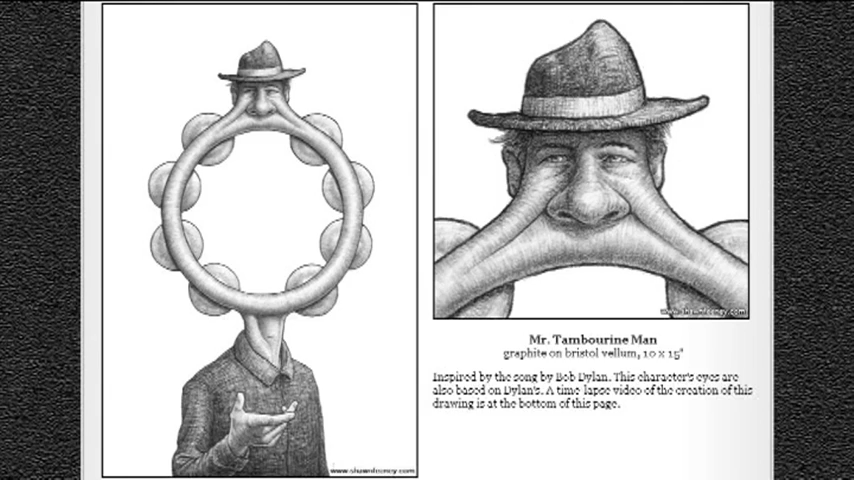 Mr. Tambourine Man
graphite on bristol vellum, 10 x 15"
Inspired by the song by Bob Dylan. This character's eyes are
also based on Dylan's. A time-lapse video of the creation of this
drawing is at the bottom of this page.